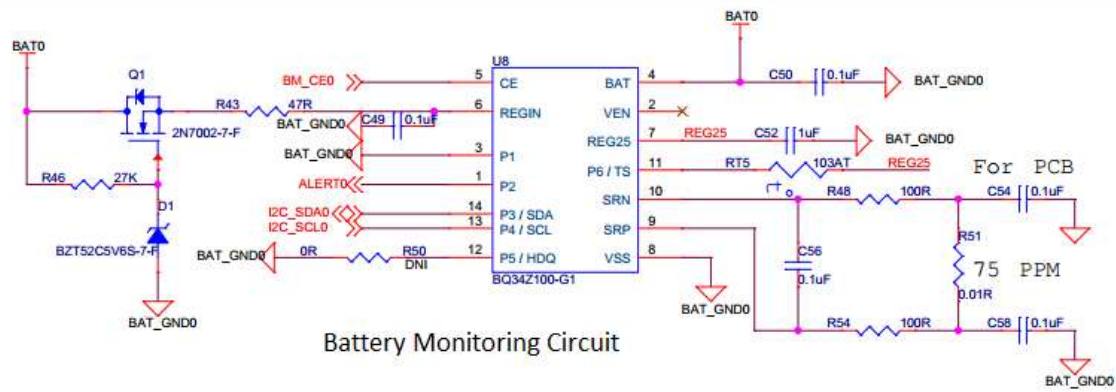 BAT0
Q1
2N7002-7-F
R43
47R
R46
27K
D1
BZT52C5V6S-7-F
BAT_GND0
BM_CE0
BAT_GND0
C49
0.1uF
BAT_GND0
ALERT0
I2C_SDA0
I2C_SCL0
BAT_GND0
0R
R50
DNI
U8
5
CE
6
REGIN
3
P1
1
P2
14
P3 / SDA
13
P4 / SCL
12
P5 / HDQ
BAT
4
VEN
2
REG25
7
P6 / TS
11
SRN
10
SRP
9
VSS
8
BQ34Z100-G1
BAT0
C50
0.1uF
BAT_GND0
REG25
C52
1uF
BAT_GND0
RT5
103AT
REG25
t°
For PCB
R48
100R
C54
0.1uF
C56
0.1uF
R51
75 PPM
0.01R
R54
100R
C58
0.1uF
BAT_GND0
BAT_GND0
Battery Monitoring Circuit